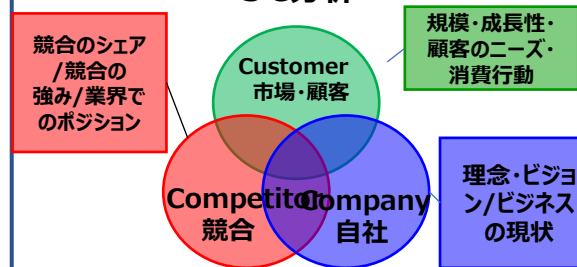 競合のシェア
/競合の
強み/業界で
のポジション
Customer
市場・顧客
規模・成長性・
顧客のニーズ・
消費行動
Competitor
競合
Company
自社
理念・ビジョ
ン/ビジネス
の現状